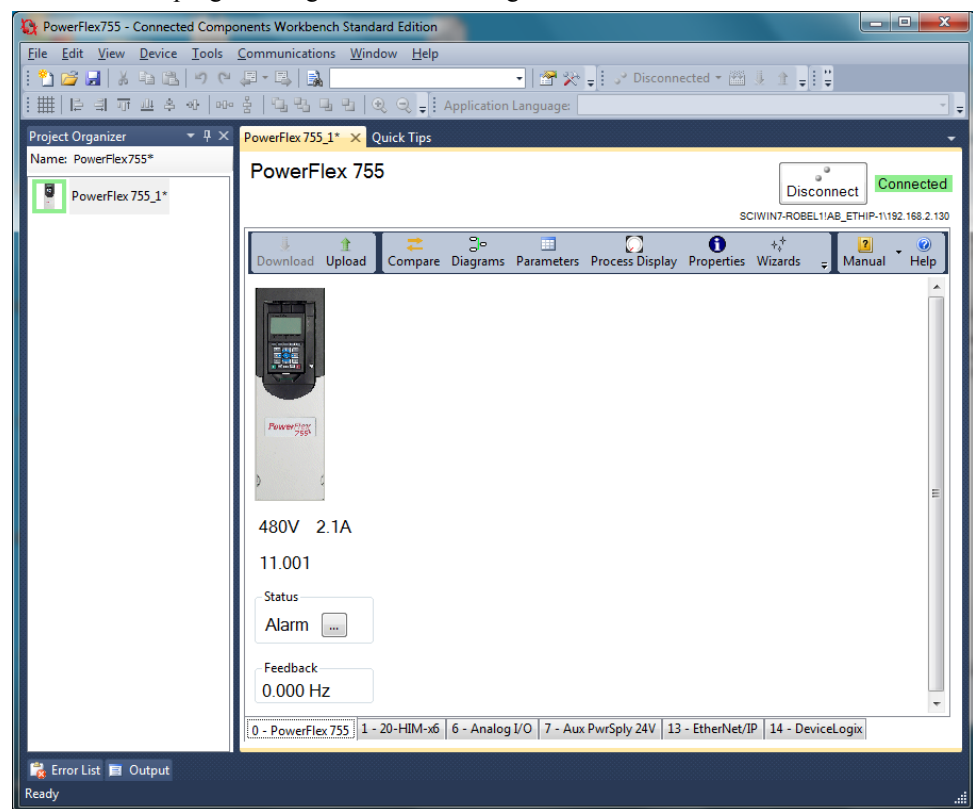 PowerFlex755 - Connected Components Workbench Standard Edition
File Edit View Device Tools Communications Window Help
Disconnected
Application Language:
Project Organizer
PowerFlex 755_1* Quick Tips
Name: PowerFlex755*
PowerFlex 755_1*
PowerFlex 755
Disconnect
Connected
SCIWIN7-ROBEL1!AB_ETHIP-1\192.168.2.130
Download Upload Compare Diagrams Parameters Process Display Properties Wizards Manual Help
PowerFlex
755
480V 2.1A
11.001
Status
Alarm ...
Feedback
0.000 Hz
0 - PowerFlex 755 1 - 20-HIM-x6 6 - Analog I/O 7 - Aux PwrSply 24V 13 - EtherNet/IP 14 - DeviceLogix
Error List Output
Ready